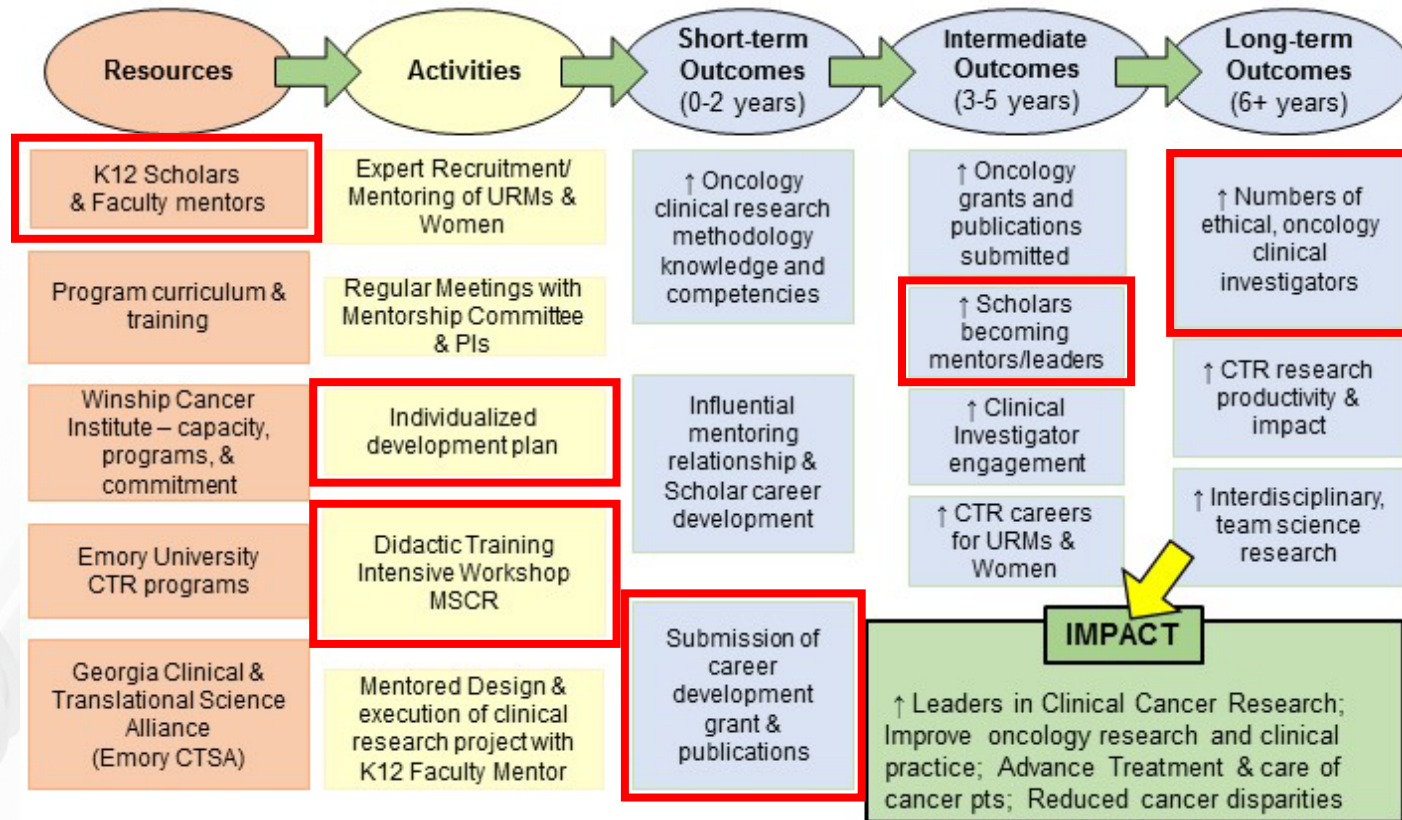 Resources
Activities
Short-term
Outcomes
(0-2 years)
Intermediate
Outcomes
(3-5 years)
Long-term
Outcomes
(6+ years)
K12 Scholars
& Faculty mentors
Program curriculum &
training
Winship Cancer
Institute – capacity,
programs, &
commitment
Emory University
CTR programs
Georgia Clinical &
Translational Science
Alliance
(Emory CTSA)
Expert Recruitment/
Mentoring of URMs &
Women
Regular Meetings with
Mentorship Committee
& PIs
Individualized
development plan
Didactic Training
Intensive Workshop
MSCR
Mentored Design &
execution of clinical
research project with
K12 Faculty Mentor
↑ Oncology
clinical research
methodology
knowledge and
competencies
Influential
mentoring
relationship &
Scholar career
development
Submission of
career
development
grant &
publications
↑ Oncology
grants and
publications
submitted
↑ Scholars
becoming
mentors/leaders
↑ Clinical
Investigator
engagement
↑ CTR careers
for URMs &
Women
↑ Numbers of
ethical, oncology
clinical
investigators
↑ CTR research
productivity &
impact
↑ Interdisciplinary,
team science
research
IMPACT
↑ Leaders in Clinical Cancer Research;
Improve oncology research and clinical
practice; Advance Treatment & care of
cancer pts; Reduced cancer disparities